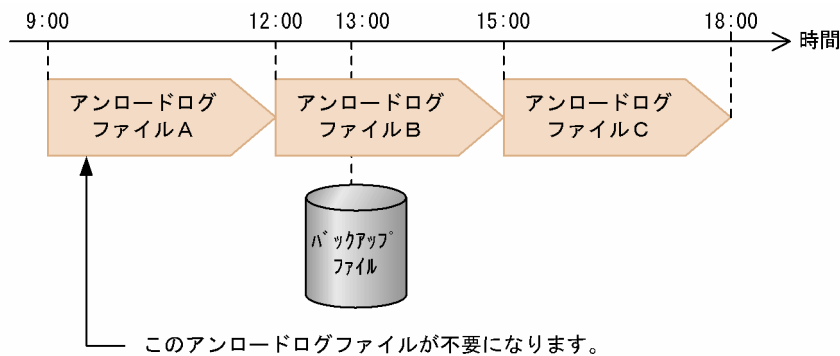 9:00 12:00 13:00 15:00 18:00
時間
アンロードログ
ファイルA
アンロードログ
ファイルB
アンロードログ
ファイルC
バックアップ
ファイル
このアンロードログファイルが不要になります。